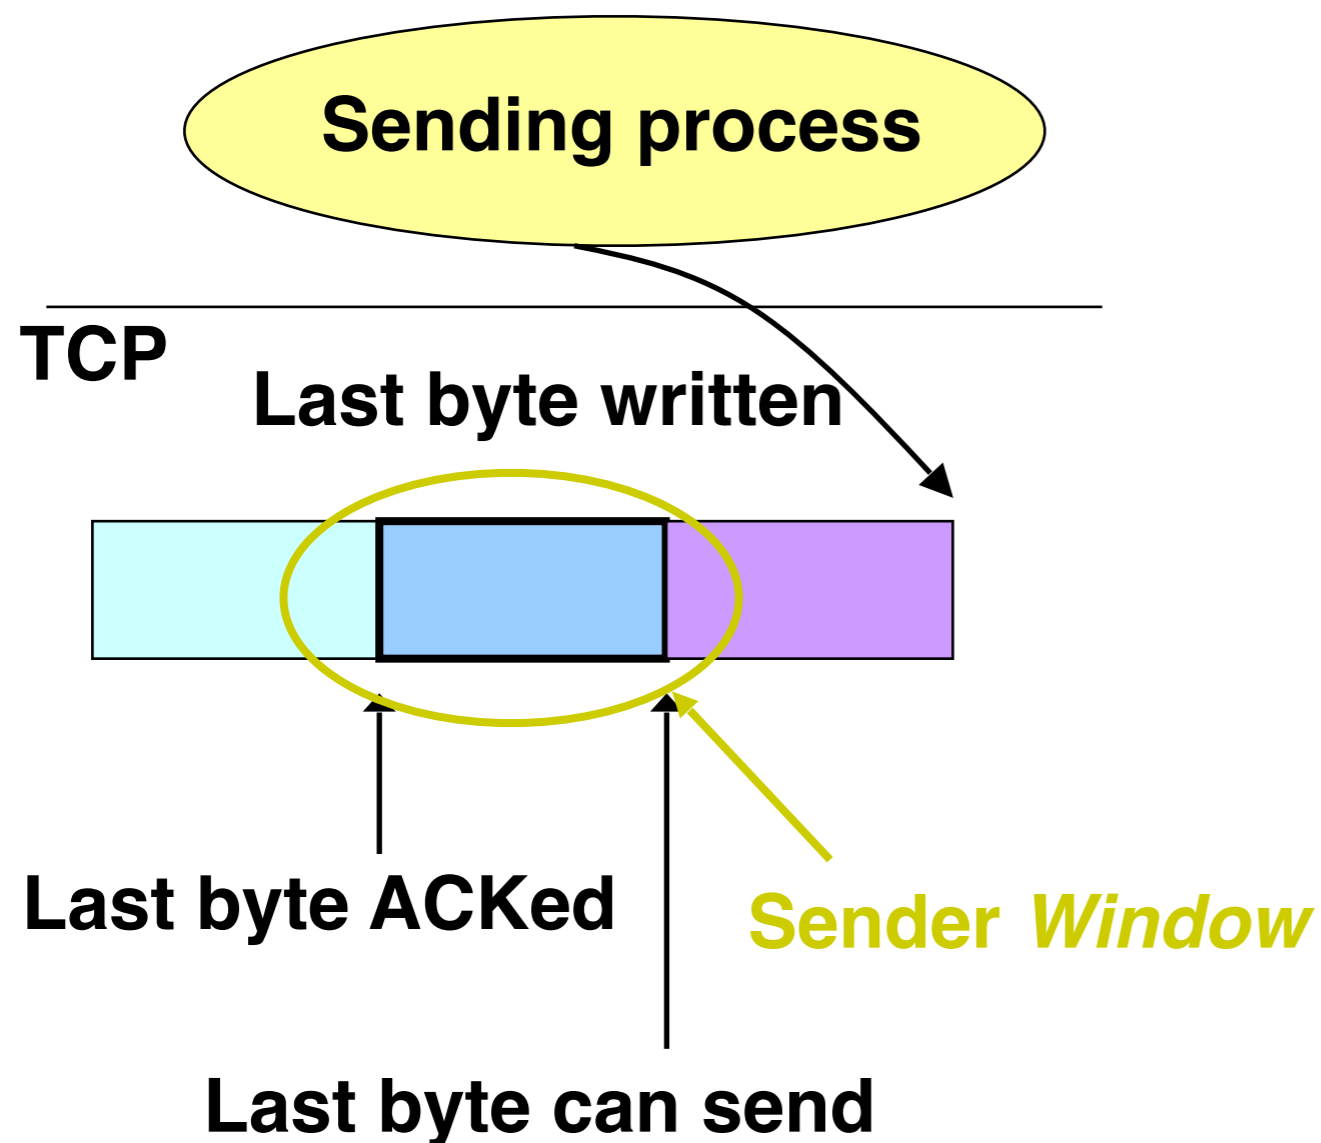 Sending process
TCP
Last byte written
Last byte ACKed
Sender Window
Last byte can send